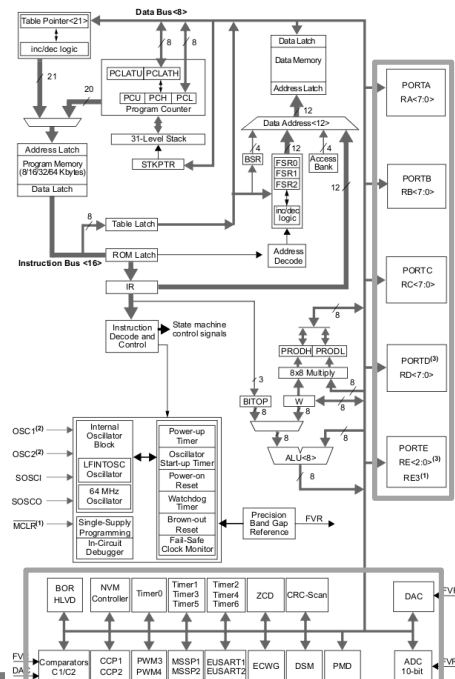 Data Bus<8>
Table Pointer<21>
inc/dec logic
21
20
8
8
PCLATU PCLATH
PCU PCH PCL
Program Counter
31-Level Stack
STKPTR
Data Latch
Data Memory
Address Latch
12
Data Address<12>
4
12
4
BSR
FSR0
FSR1
FSR2
inc/dec
logic
Access
Bank
12
Address
Decode
Address Latch
Program Memory
(8/16/32/64 Kbytes)
Data Latch
8
Table Latch
ROM Latch
Instruction Bus <16>
IR
Instruction
Decode and
Control
State machine
control signals
8
PRODH PRODL
8x8 Multiply
8
3
BITOP
W
8
8
8
8
8
ALU<8>
8
PORTA
RA<7:0>
PORTB
RB<7:0>
PORTC
RC<7:0>
PORTD(3)
RD<7:0>
PORTE
RE<2:0>(3)
RE3(1)
OSC1(2)
OSC2(2)
SOSCI
SOSCO
MCLR(1)
Internal
Oscillator
Block
LFINTOSC
Oscillator
64 MHz
Oscillator
Single-Supply
Programming
In-Circuit
Debugger
Power-up
Timer
Oscillator
Start-up Timer
Power-on
Reset
Watchdog
Timer
Brown-out
Reset
Fail-Safe
Clock Monitor
Precision
Band Gap
Reference
FVR
BOR
HLVD
NVM
Controller
Timer0
Timer1
Timer3
Timer5
Timer2
Timer4
Timer6
ZCD
CRC-Scan
DAC
FVR
FV
DAC
Comparators
C1/C2
CCP1
CCP2
PWM3
PWM4
MSSP1
MSSP2
EUSART1
EUSART2
ECWG
DSM
PMD
ADC
10-bit
FVR